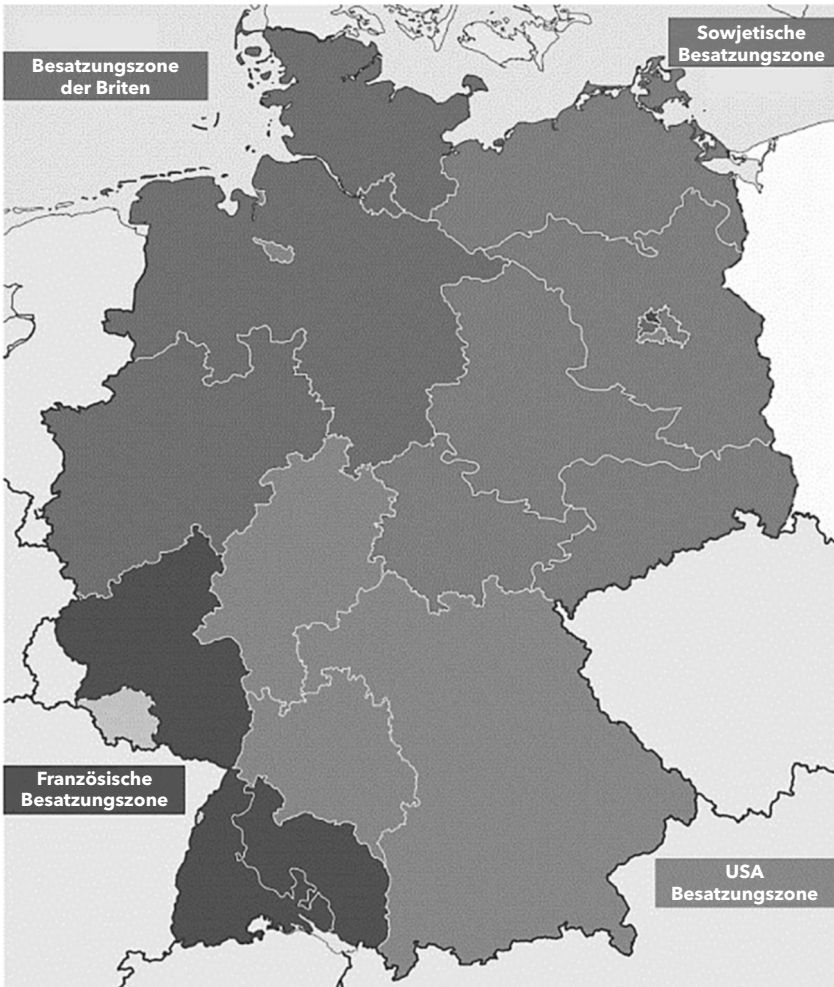 Sowjetische
Besatzungszone
Besatzungszone
der Briten
Französische
Besatzungszone
USA
Besatzungszone